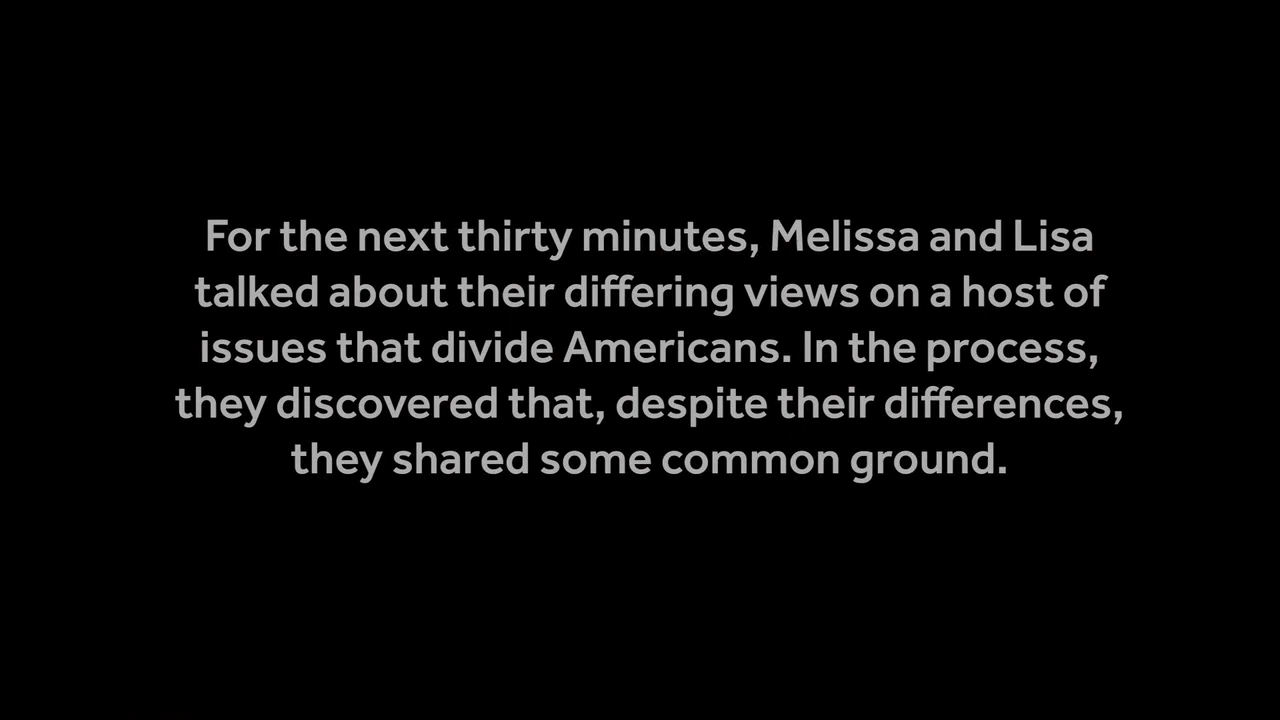 For the next thirty minutes, Melissa and Lisa
talked about their differing views on a host of
issues that divide Americans. In the process,
they discovered that, despite their differences,
they shared some common ground.